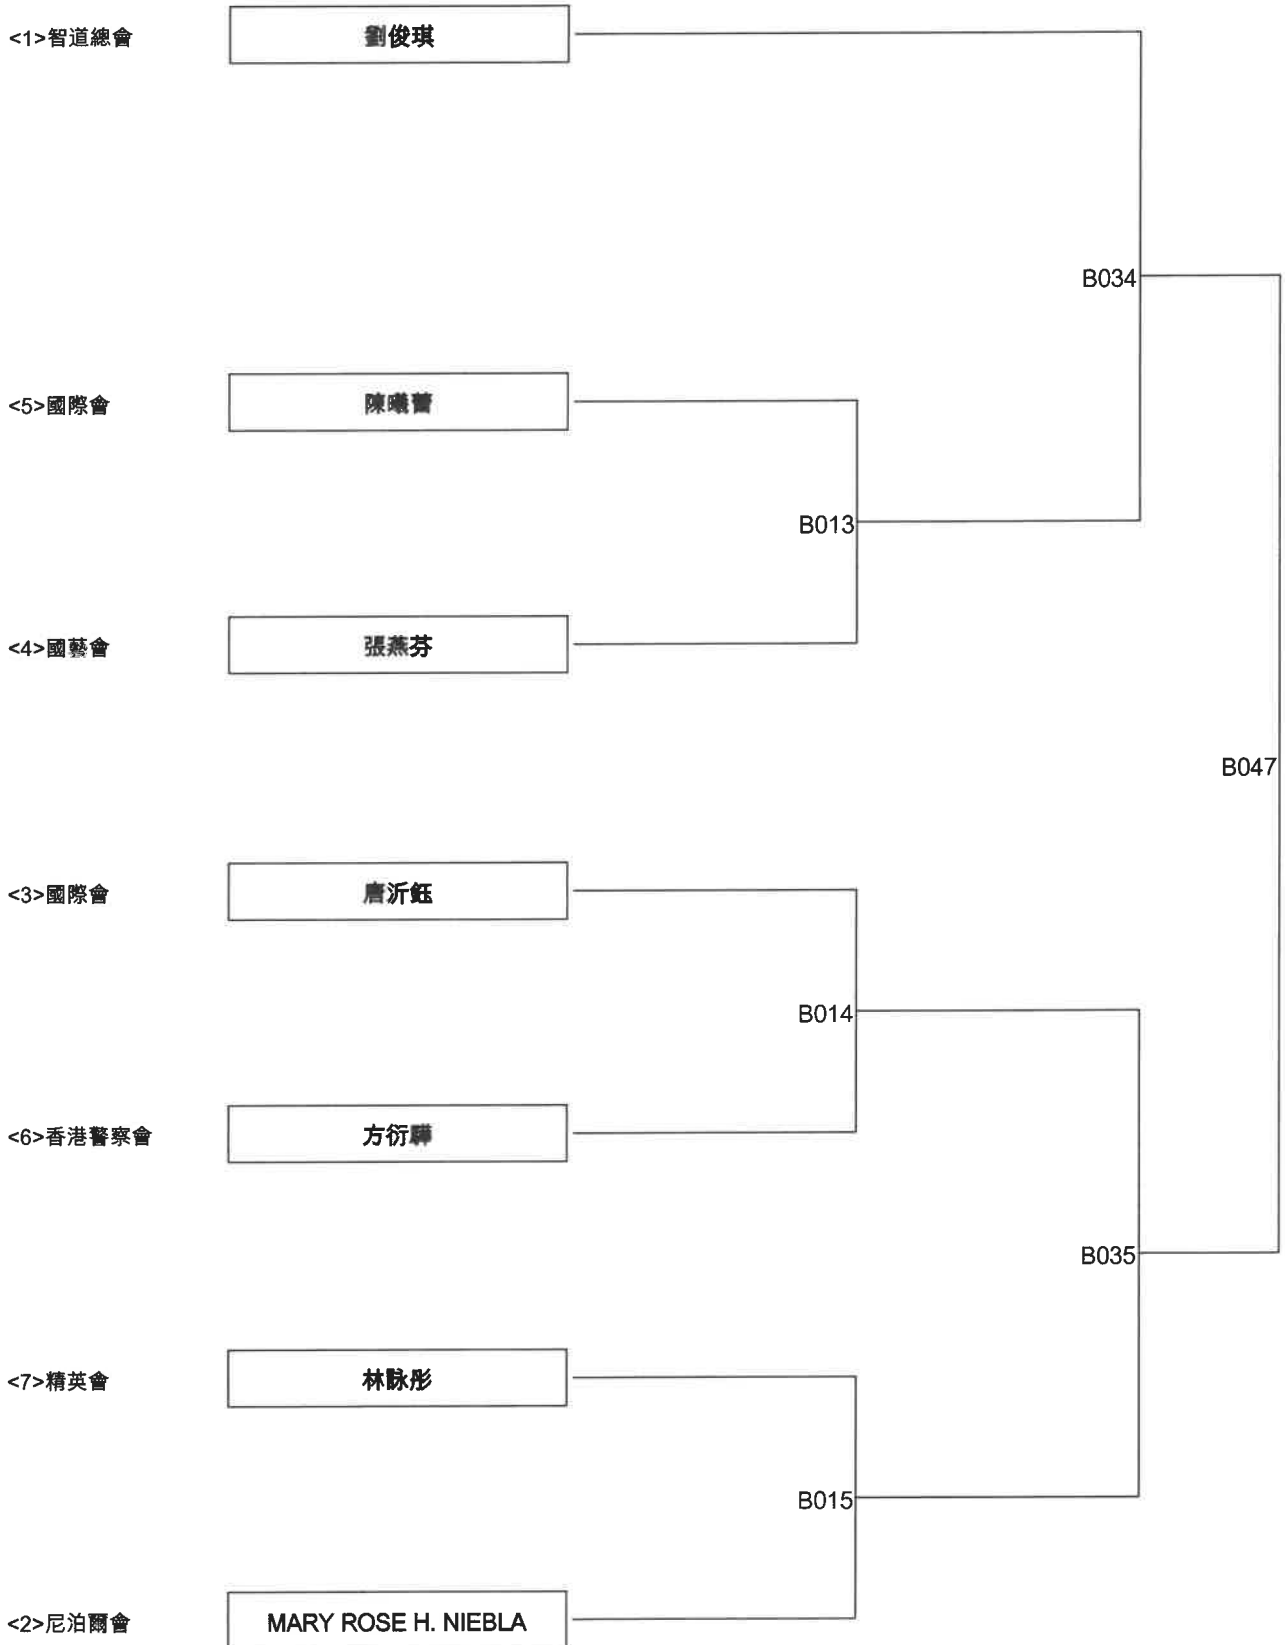 <1>智道總會 劉俊琪
B034
<5>國際會 陳曦蕾
B013
<4>國藝會 張燕芬
B047
<3>國際會 唐沂鈺
B014
<6>香港警察會 方衍驊
B035
<7>精英會 林詠彤
B015
<2>尼泊爾會 MARY ROSE H. NIEBLA